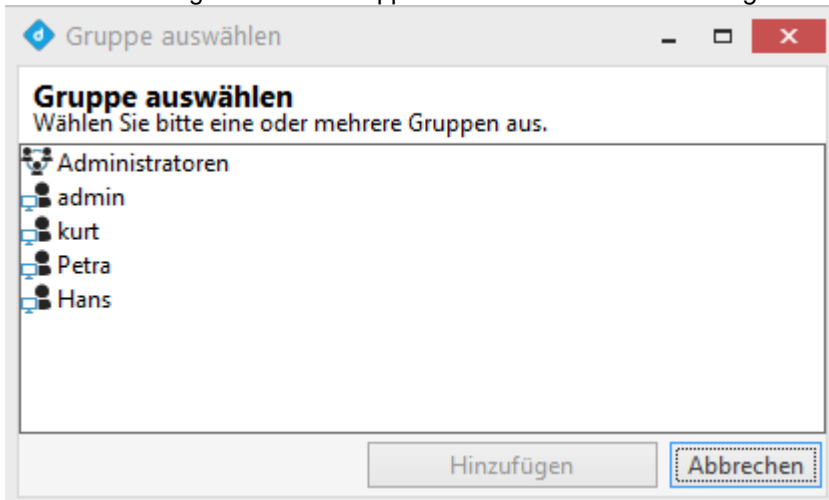 Gruppe auswählen
Gruppe auswählen
Wählen Sie bitte eine oder mehrere Gruppen aus.
Administratoren
admin
kurt
Petra
Hans
Hinzufügen Abbrechen